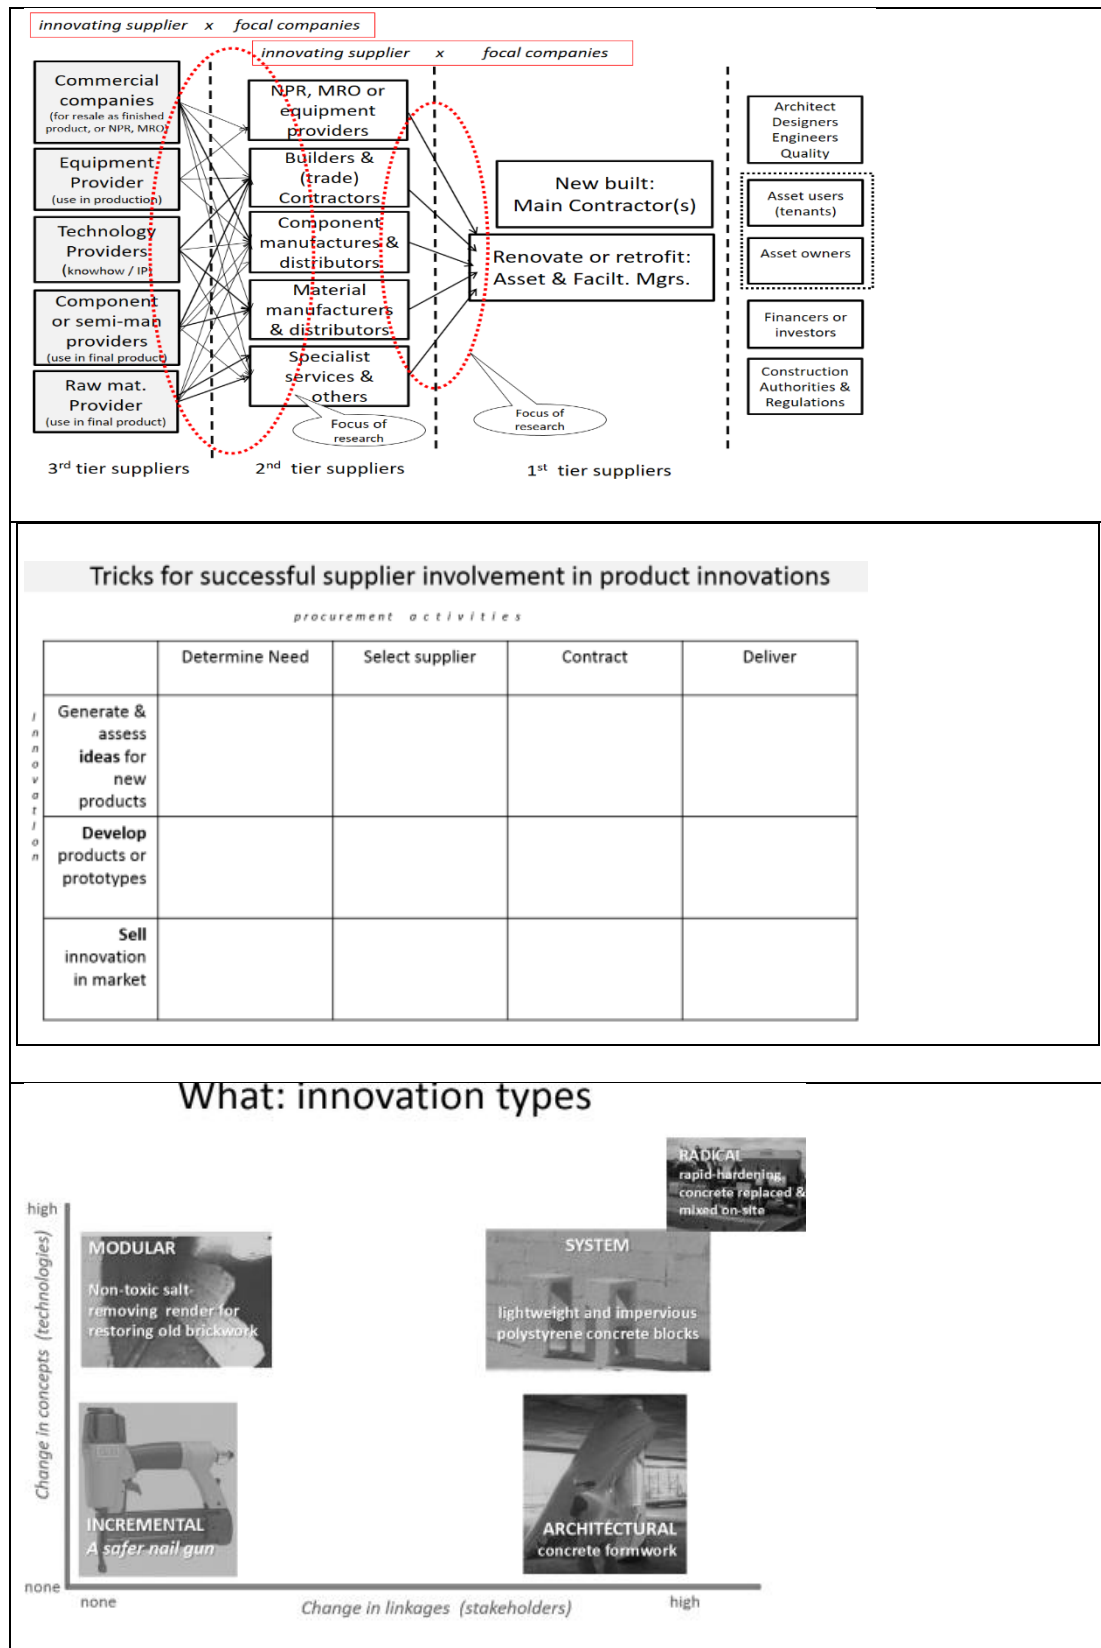 innovating supplier x focal companies
innovating supplier x focal companies
Commercial
companies
(for resale as finished
product, or NPR, MRO)
Equipment
Provider
(use in production)
Technology
Providers
(knowhow / IP)
Component
or semi-man
providers
(use in final product)
Raw mat.
Provider
(use in final product)
NPR, MRO or
equipment
providers
Builders &
(trade)
Contractors
Component
manufactures &
distributors
Material
manufacturers
& distributors
Specialist
services &
others
Focus of
research
New built:
Main Contractor(s)
Renovate or retrofit:
Asset & Facilt. Mgrs.
Focus of
research
Architect
Designers
Engineers
Quality
Asset users
(tenants)
Asset owners
Financers or
investors
Construction
Authorities &
Regulations
3rd tier suppliers
2nd tier suppliers
1st tier suppliers
Tricks for successful supplier involvement in product innovations
procurement activities
Determine Need
Select supplier
Contract
Deliver
Innovation
Generate &
assess
ideas for
new
products
Develop
products or
prototypes
Sell
innovation
in market
What: innovation types
RADICAL
rapid-hardening
concrete replaced &
mixed on-site
high
Change in concepts (technologies)
MODULAR
Non-toxic salt-
removing render for
restoring old brickwork
SYSTEM
lightweight and impervious
polystyrene concrete blocks
INCREMENTAL
A safer nail gun
ARCHITECTURAL
concrete formwork
none
none
Change in linkages (stakeholders)
high